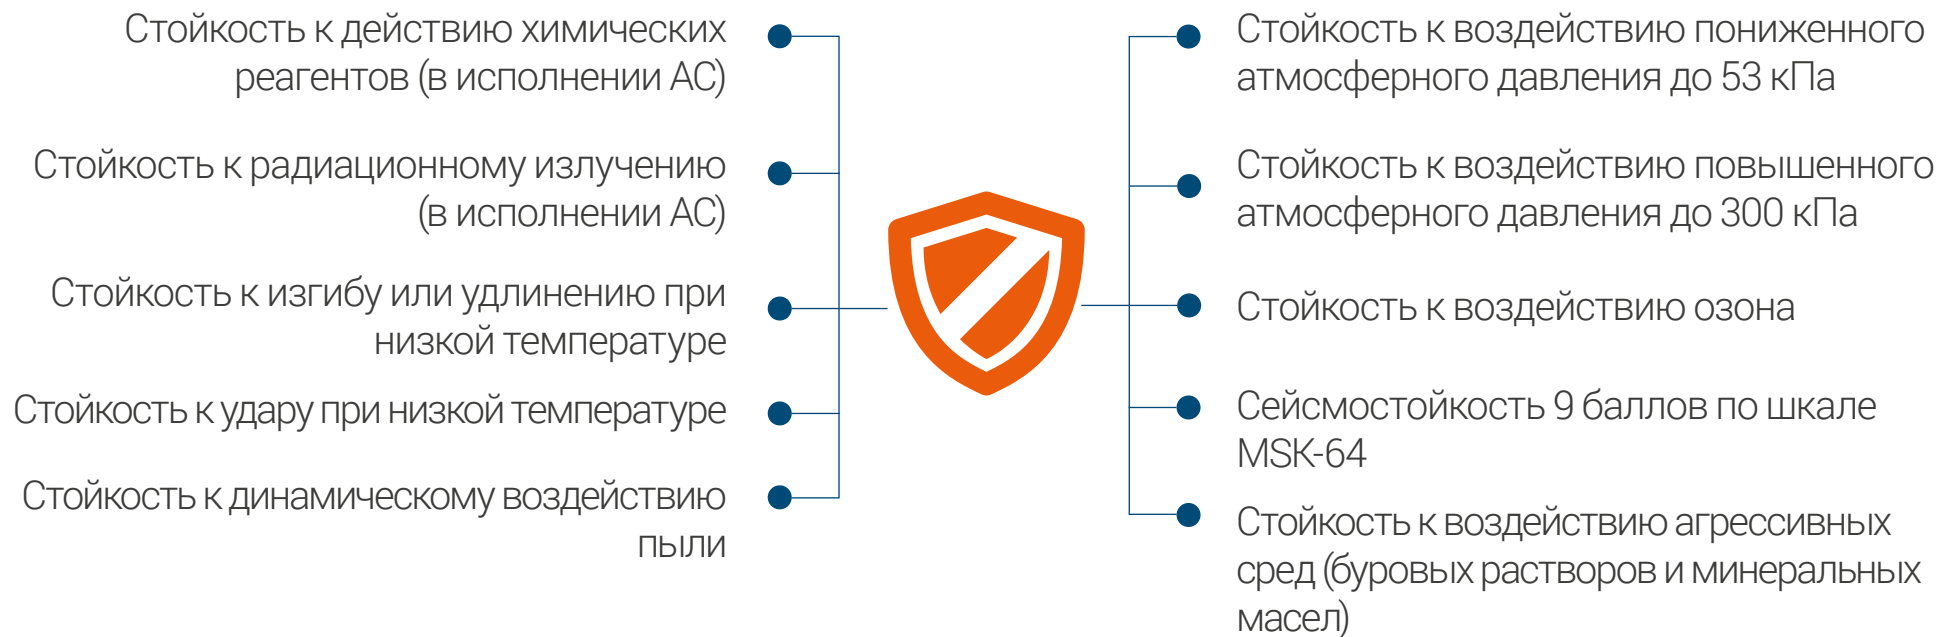 Стойкость к действию химических
реагентов (в исполнении АС)
Стойкость к радиационному излучению
(в исполнении АС)
Стойкость к изгибу или удлинению при
низкой температуре
Стойкость к удару при низкой температуре
Стойкость к динамическому воздействию
пыли
Стойкость к воздействию пониженного
атмосферного давления до 53 кПа
Стойкость к воздействию повышенного
атмосферного давления до 300 кПа
Стойкость к воздействию озона
Сейсмостойкость 9 баллов по шкале
MSK-64
Стойкость к воздействию агрессивных
сред (буровых растворов и минеральных
масел)